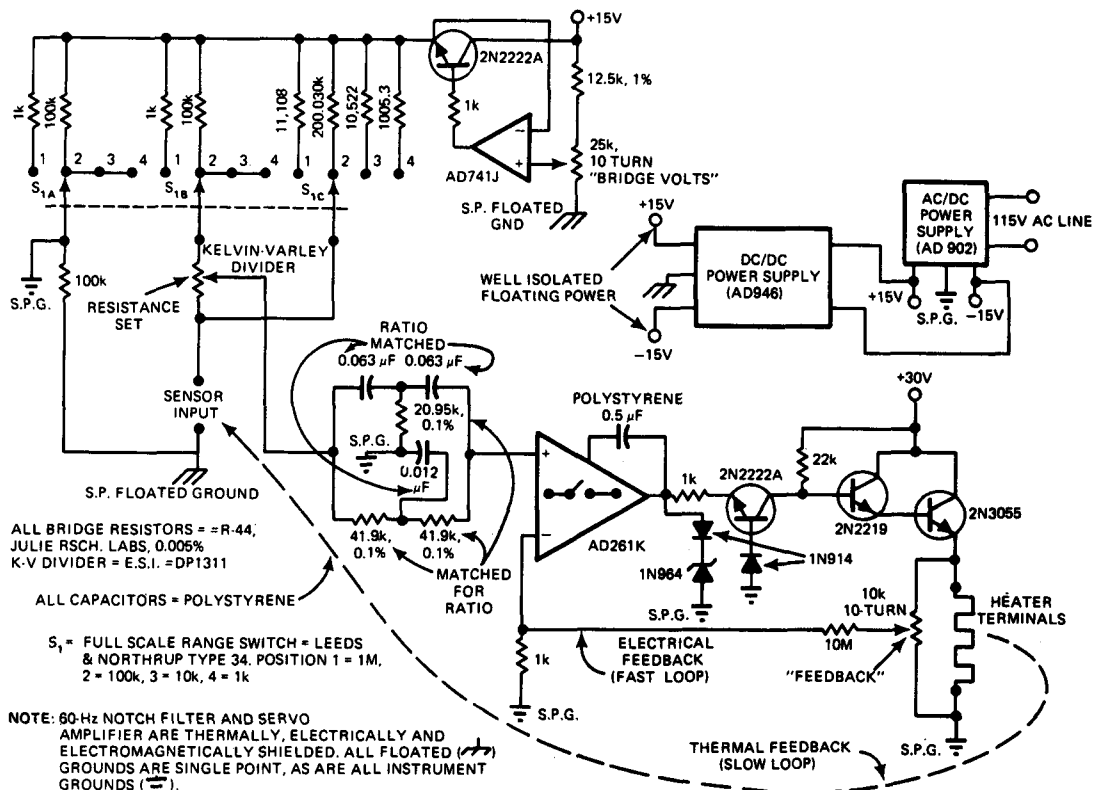 +15V
2N2222A
12.5k, 1%
1k
100k
1k
100k
11,108
200.030k
10,522
1005.3
1k
25k,
10 TURN
"BRIDGE VOLTS"
−
+
AD741J
1 2 3 4
1 2 3 4
1 2 3 4
S1A
S1B
S1C
S.P. FLOATED
GND
+15V
AC/DC
POWER
SUPPLY
(AD 902)
115V AC LINE
WELL ISOLATED
FLOATING POWER
DC/DC
POWER SUPPLY
(AD946)
+15V
S.P.G.
−15V
−15V
S.P.G.
100k
KELVIN-VARLEY
DIVIDER
RESISTANCE
SET
SENSOR
INPUT
S.P. FLOATED GROUND
RATIO
MATCHED
0.063 µF 0.063 µF
20.95k,
0.1%
S.P.G.
0.012
µF
41.9k,
0.1%
41.9k,
0.1%
MATCHED
FOR
RATIO
POLYSTYRENE
0.5 µF
+
−
AD261K
1k
2N2222A
22k
+30V
2N2219
2N3055
1N964
1N914
S.P.G.
10k
10-TURN
HEATER
TERMINALS
10M
"FEEDBACK"
ELECTRICAL
FEEDBACK
(FAST LOOP)
1k
S.P.G.
S.P.G.
THERMAL FEEDBACK
(SLOW LOOP)
ALL BRIDGE RESISTORS = =R-44,
JULIE RSCH. LABS, 0.005%
K-V DIVIDER = E.S.I. =DP1311
ALL CAPACITORS = POLYSTYRENE
S1 = FULL SCALE RANGE SWITCH = LEEDS
& NORTHRUP TYPE 34. POSITION 1 = 1M,
2 = 100k, 3 = 10k, 4 = 1k
NOTE: 60-Hz NOTCH FILTER AND SERVO
AMPLIFIER ARE THERMALLY, ELECTRICALLY AND
ELECTROMAGNETICALLY SHIELDED. ALL FLOATED ( )
GROUNDS ARE SINGLE POINT, AS ARE ALL INSTRUMENT
GROUNDS ( ).